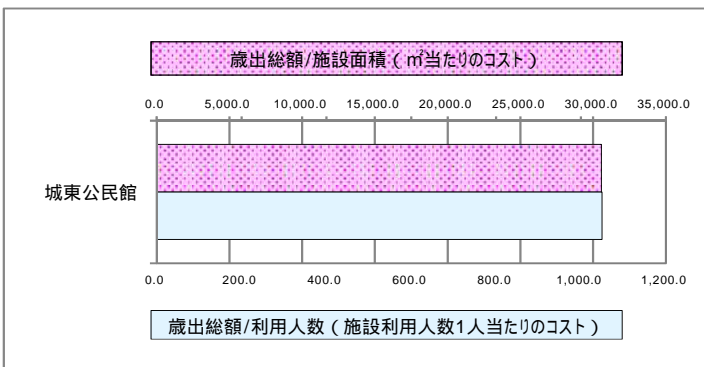 歳出総額/施設面積（㎡当たりのコスト）
0.0 5,000.0 10,000.0 15,000.0 20,000.0 25,000.0 30,000.0 35,000.0
城東公民館
0.0 200.0 400.0 600.0 800.0 1,000.0 1,200.0
歳出総額/利用人数（施設利用人数1人当たりのコスト）